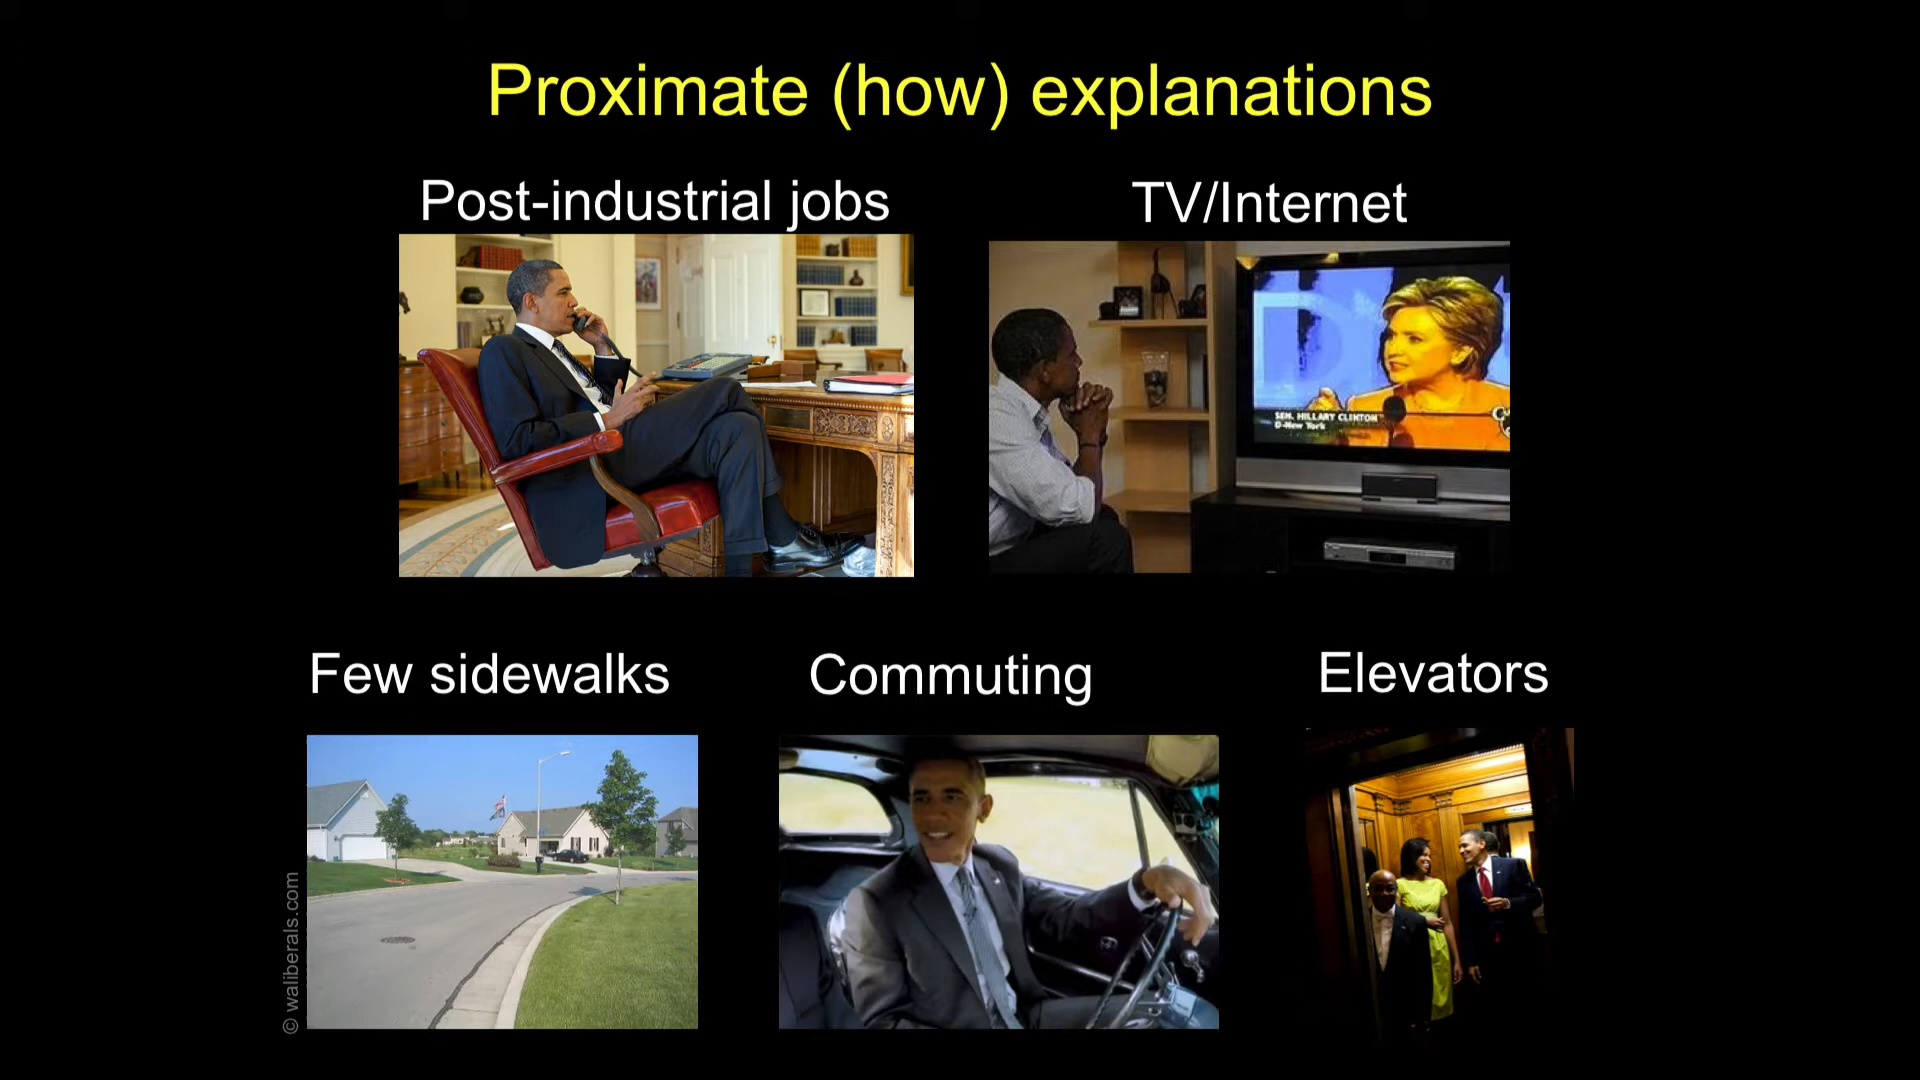 Proximate (how) explanations
Post-industrial jobs
TV/Internet
SEN. HILLARY CLINTON
D-New York
Few sidewalks
Commuting
Elevators
© waliberals.com